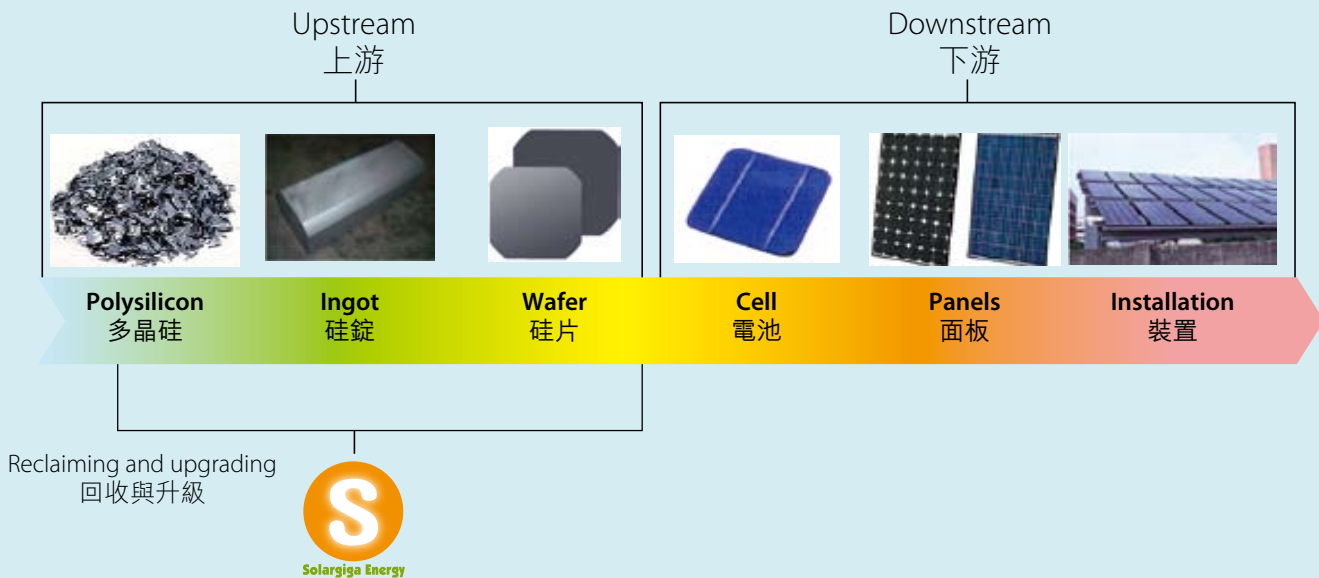 Upstream
上游
Downstream
下游
Polysilicon
多晶硅
Ingot
硅錠
Wafer
硅片
Cell
電池
Panels
面板
Installation
裝置
Reclaiming and upgrading
回收與升級
S
Solargiga Energy